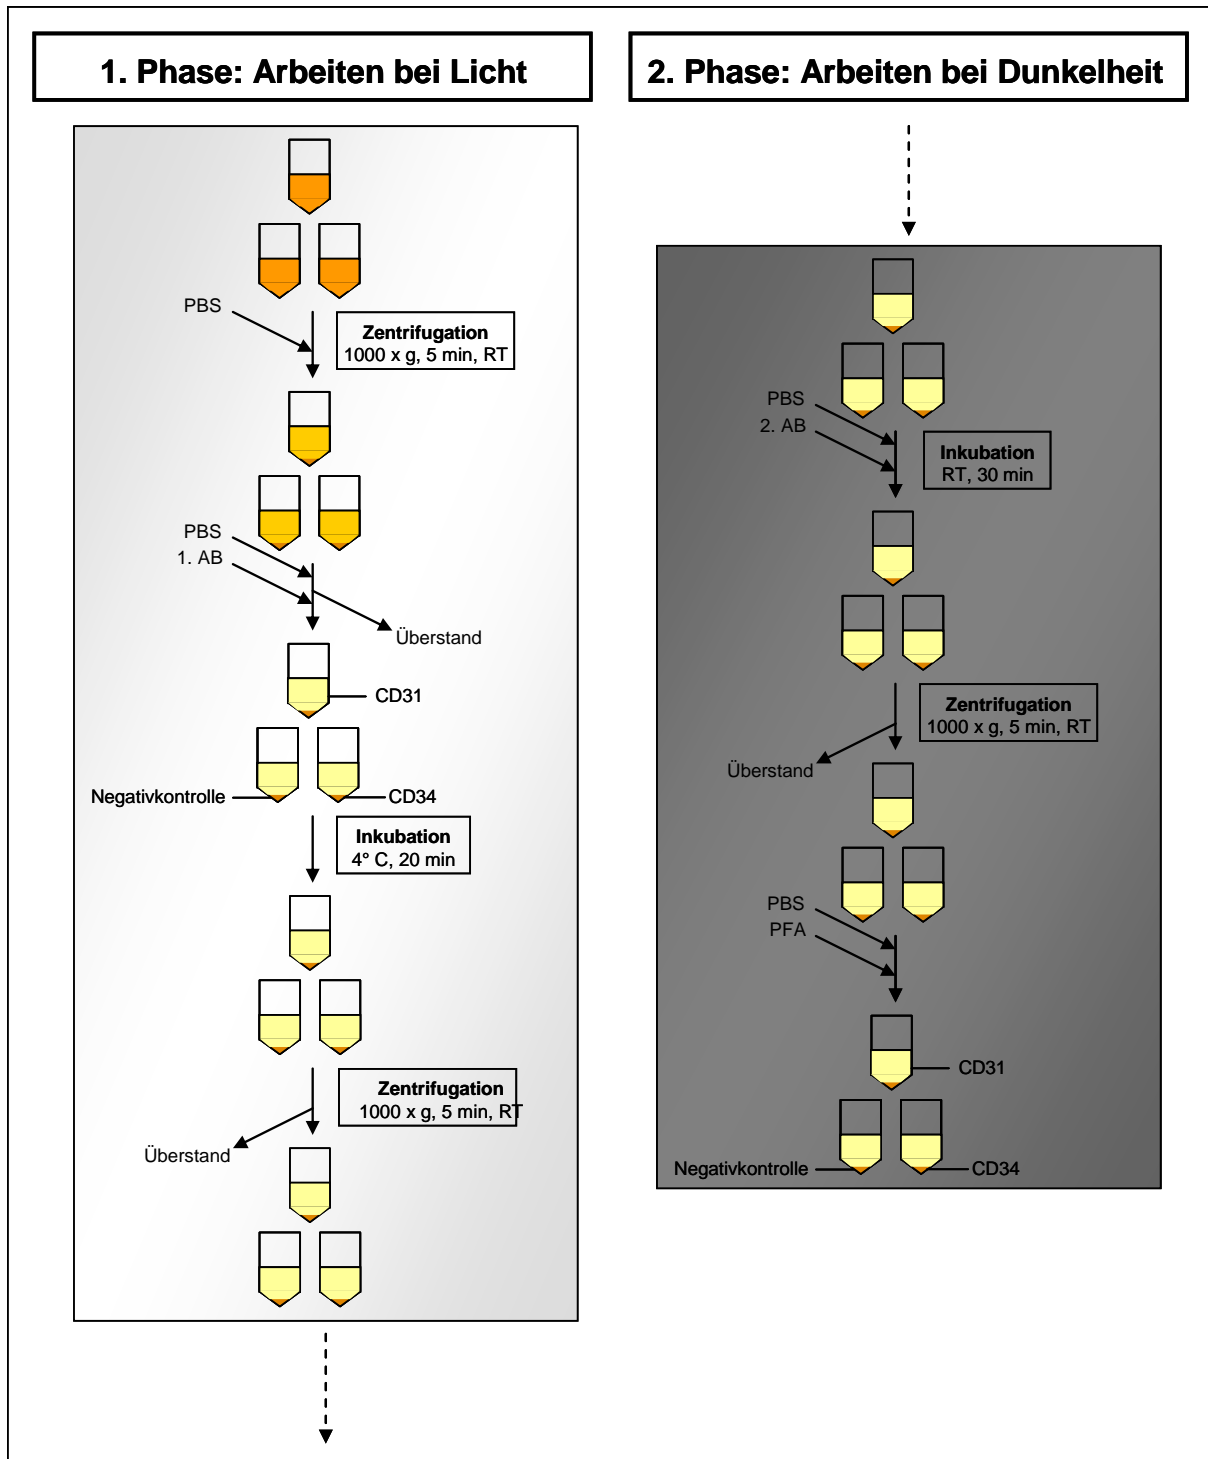 1. Phase: Arbeiten bei Licht
PBS
Zentrifugation
1000 x g, 5 min, RT
PBS
1. AB
Überstand
CD31
Negativkontrolle
CD34
Inkubation
4° C, 20 min
Zentrifugation
1000 x g, 5 min, RT
Überstand
2. Phase: Arbeiten bei Dunkelheit
PBS
2. AB
Inkubation
RT, 30 min
Zentrifugation
1000 x g, 5 min, RT
Überstand
PBS
PFA
CD31
Negativkontrolle
CD34